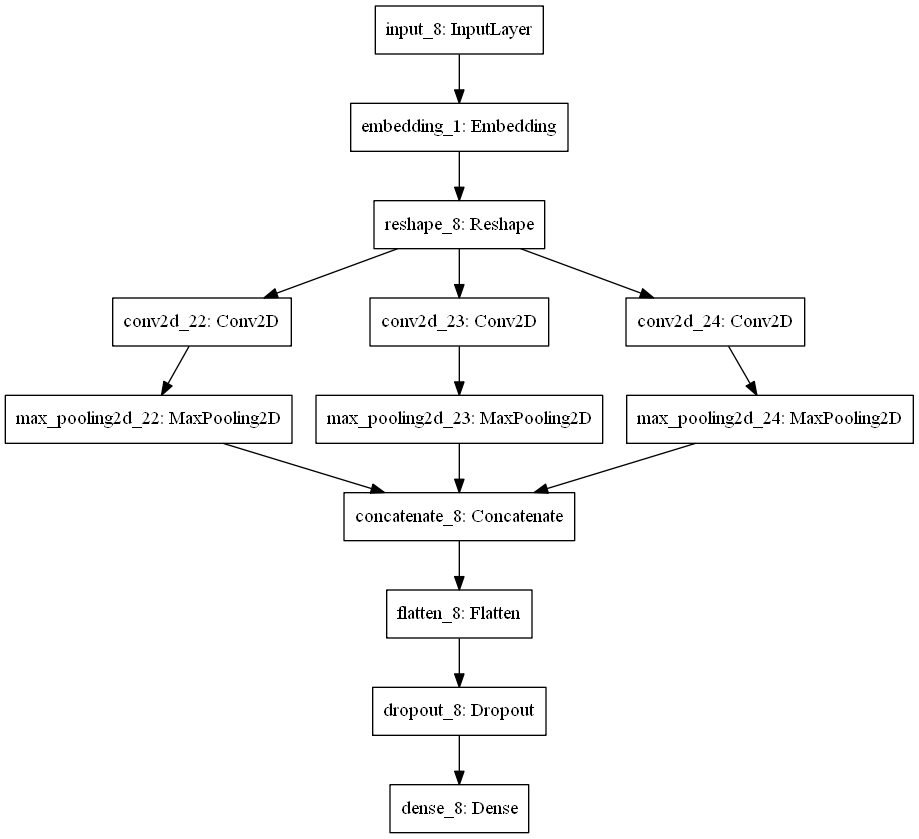 input_8: InputLayer
embedding_1: Embedding
reshape_8: Reshape
conv2d_22: Conv2D
conv2d_23: Conv2D
conv2d_24: Conv2D
max_pooling2d_22: MaxPooling2D
max_pooling2d_23: MaxPooling2D
max_pooling2d_24: MaxPooling2D
concatenate_8: Concatenate
flatten_8: Flatten
dropout_8: Dropout
dense_8: Dense